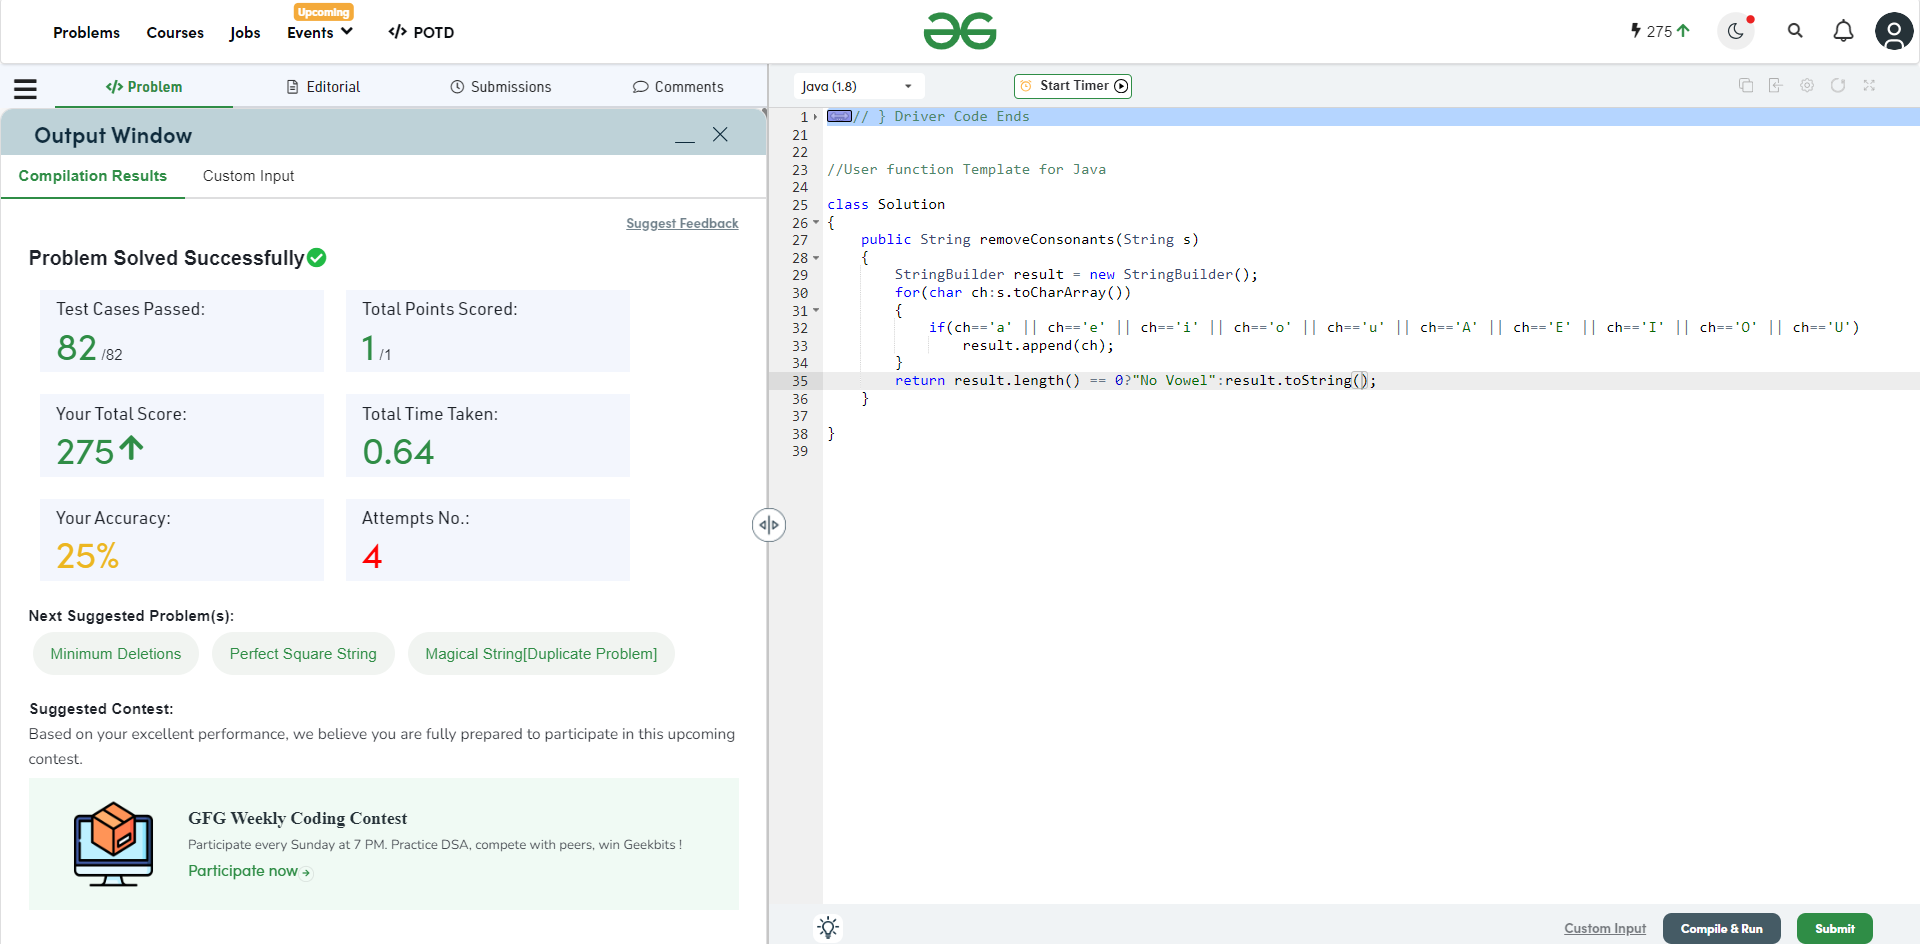 Problems Courses Jobs Upcoming Events </> POTD
275
</> Problem Editorial Submissions Comments
Output Window
Compilation Results Custom Input
Suggest Feedback
Problem Solved Successfully
Test Cases Passed:
82 /82
Total Points Scored:
1 /1
Your Total Score:
275
Total Time Taken:
0.64
Your Accuracy:
25%
Attempts No.:
4
Next Suggested Problem(s):
Minimum Deletions Perfect Square String Magical String[Duplicate Problem]
Suggested Contest:
Based on your excellent performance, we believe you are fully prepared to participate in this upcoming
contest.
GFG Weekly Coding Contest
Participate every Sunday at 7 PM. Practice DSA, compete with peers, win Geekbits !
Participate now
Java (1.8) Start Timer
1 // } Driver Code Ends
21
22
23 //User function Template for Java
24
25 class Solution
26 {
27     public String removeConsonants(String s)
28     {
29         StringBuilder result = new StringBuilder();
30         for(char ch:s.toCharArray())
31         {
32             if(ch=='a' || ch=='e' || ch=='i' || ch=='o' || ch=='u' || ch=='A' || ch=='E' || ch=='I' || ch=='O' || ch=='U')
33                 result.append(ch);
34         }
35         return result.length() == 0?"No Vowel":result.toString();
36     }
37
38 }
39
Custom Input Compile & Run Submit